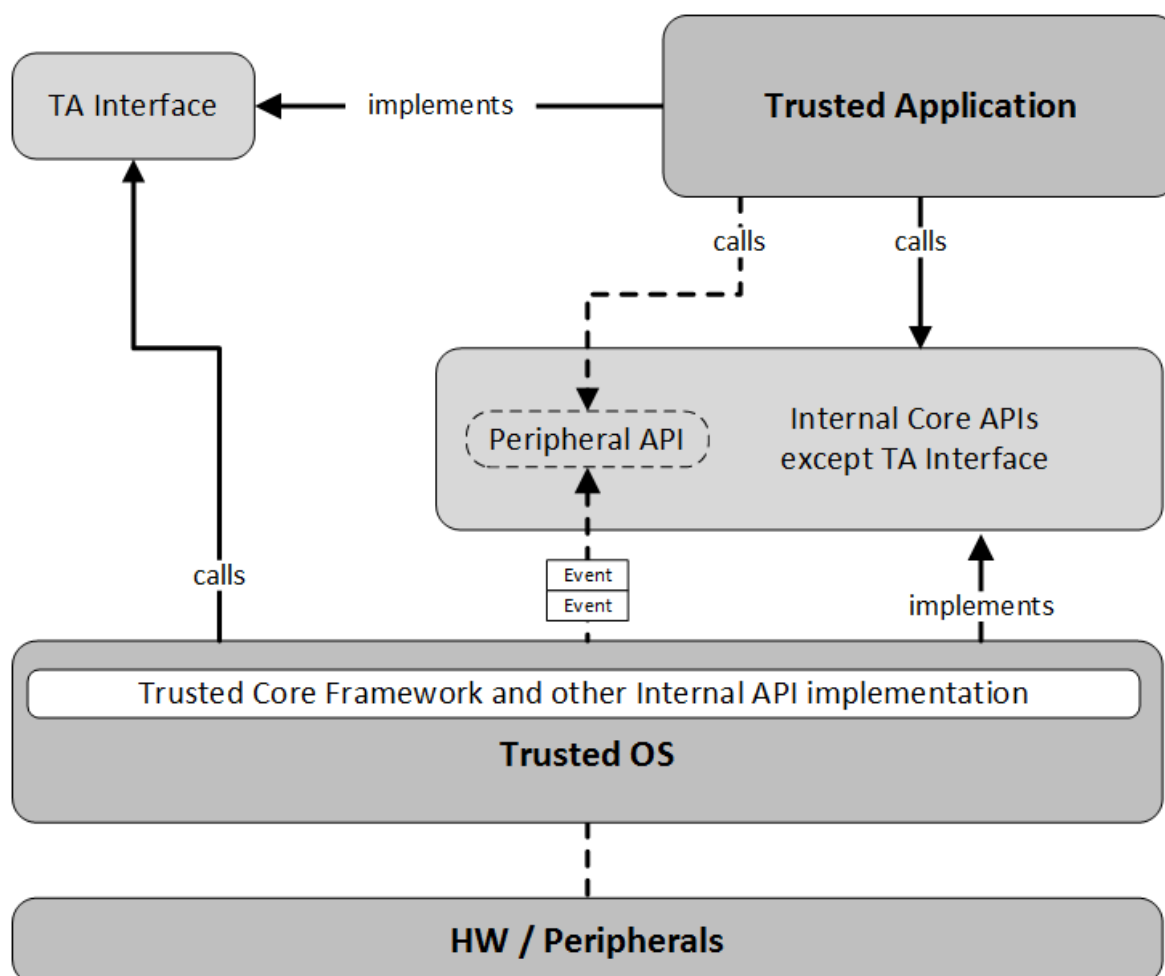 TA Interface
implements
Trusted Application
calls
calls
Peripheral API
Internal Core APIs
except TA Interface
calls
Event
Event
implements
Trusted Core Framework and other Internal API implementation
Trusted OS
HW / Peripherals